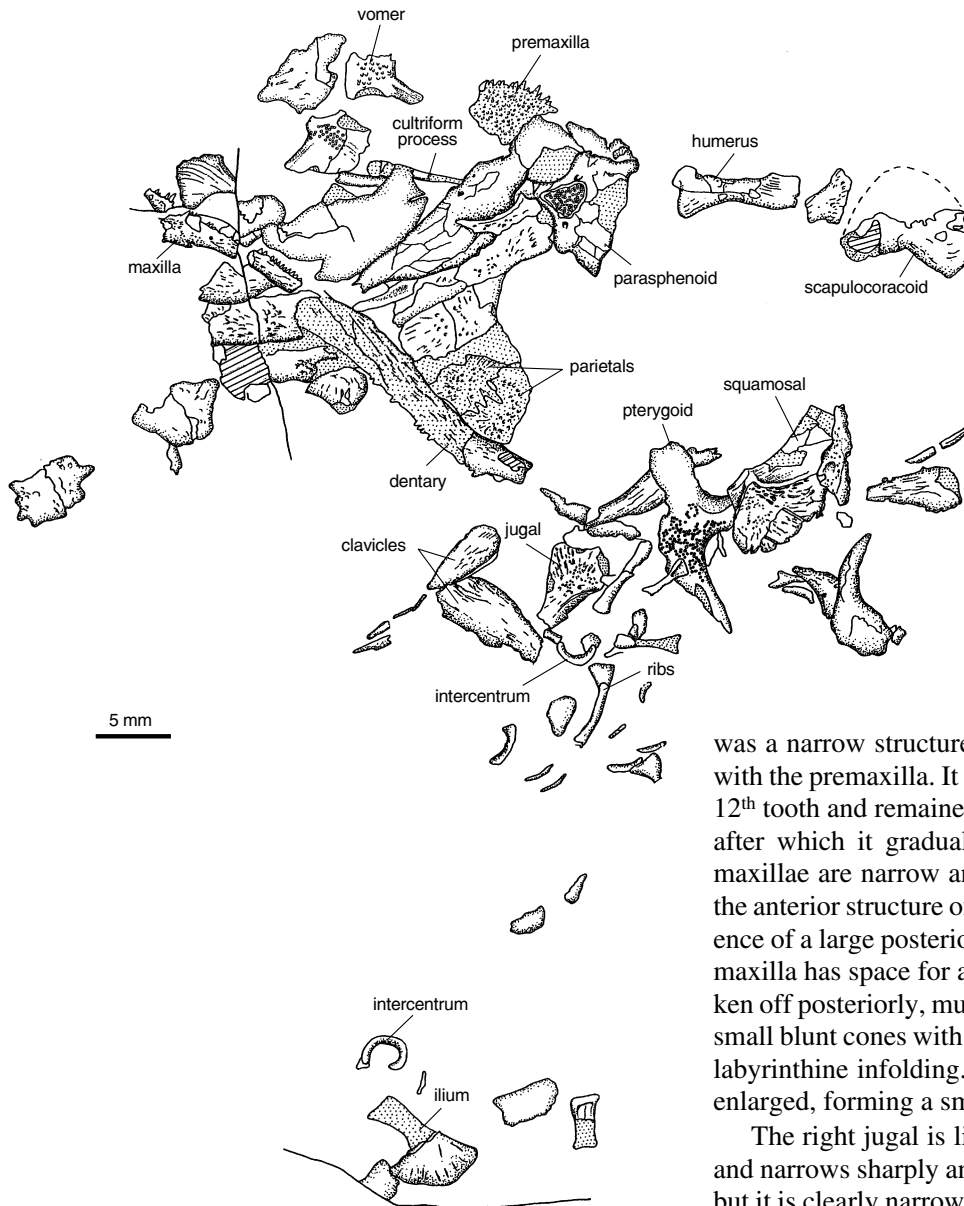 vomer
premaxilla
cultriform
process
humerus
maxilla
parasphenoid
scapulocoracoid
parietals
squamosal
pterygoid
dentary
clavicles
jugal
intercentrum
ribs
5 mm
was a narrow structure
with the premaxilla. It
12th tooth and remaine
after which it gradual
maxillae are narrow an
the anterior structure o
ence of a large posterio
maxilla has space for a
ken off posteriorly, mu
small blunt cones with
labyrinthine infolding.
enlarged, forming a sm
The right jugal is li
and narrows sharply an
but it is clearly narrow
intercentrum
ilium